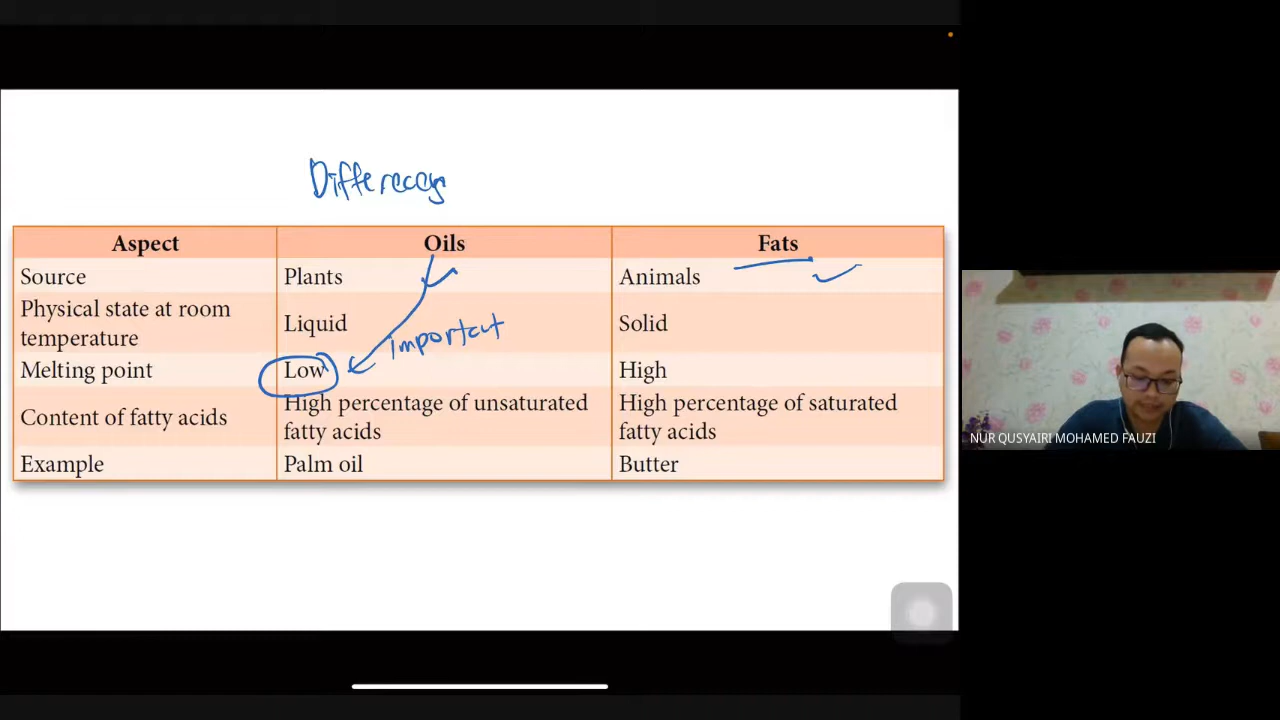 Differeces
Aspect Oils Fats
Source Plants Animals
Physical state at room
temperature Liquid Solid
important
Melting point Low High
Content of fatty acids High percentage of unsaturated
fatty acids High percentage of saturated
fatty acids
Example Palm oil Butter
NUR QUSYAIRI MOHAMED FAUZI